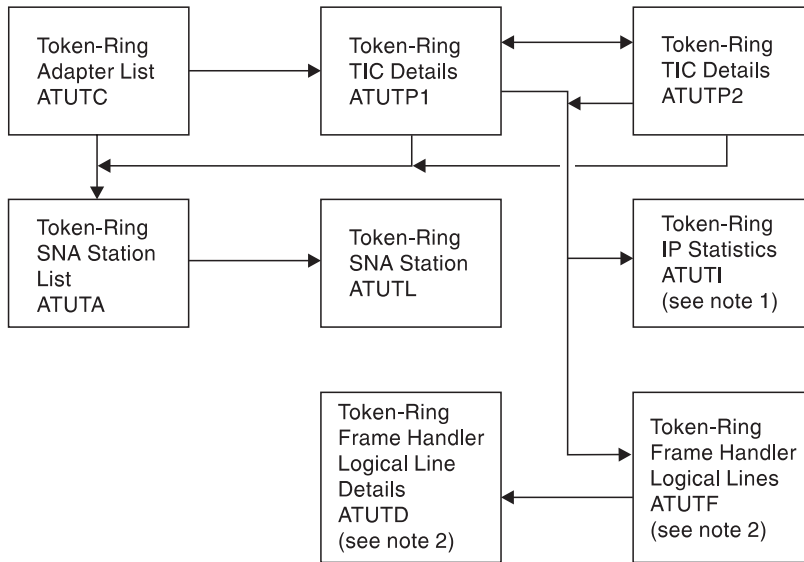 Token-Ring
Adapter List
ATUTC
Token-Ring
TIC Details
ATUTP1
Token-Ring
TIC Details
ATUTP2
Token-Ring
SNA Station
List
ATUTA
Token-Ring
SNA Station
ATUTL
Token-Ring
IP Statistics
ATUTI
(see note 1)
Token-Ring
Frame Handler
Logical Line
Details
ATUTD
(see note 2)
Token-Ring
Frame Handler
Logical Lines
ATUTF
(see note 2)